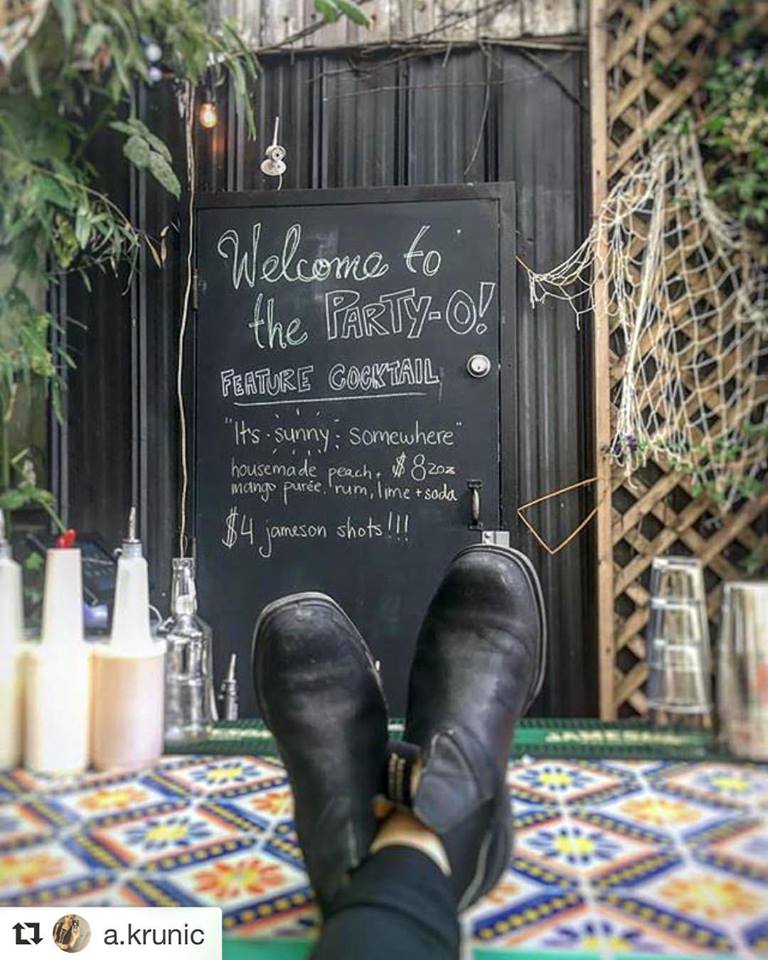 Welcome to
the PARTY-O!
FEATURE COCKTAIL
"It's sunny somewhere"
housemade peach, $8 2oz
mango purée, rum, lime + soda
$4 jameson shots!!!
a.krunic